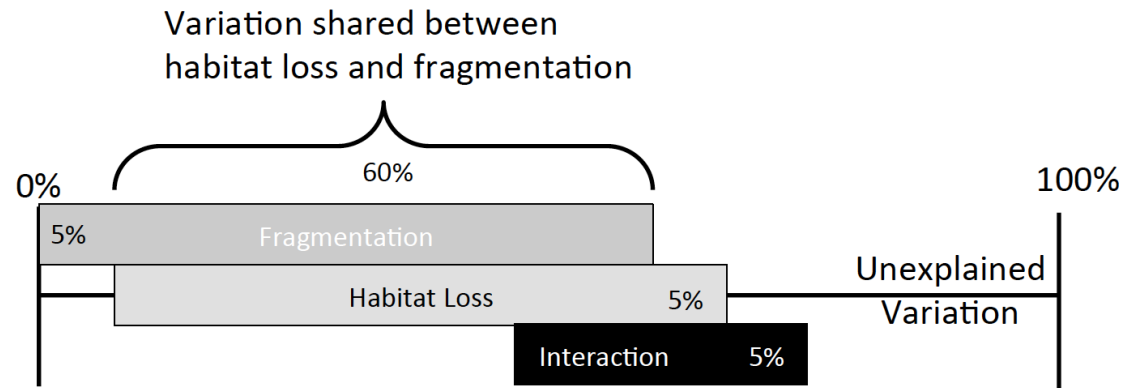 Variation shared between
habitat loss and fragmentation
60%
0%
100%
5%
Fragmentation
Unexplained
Habitat Loss
5%
Variation
Interaction
5%